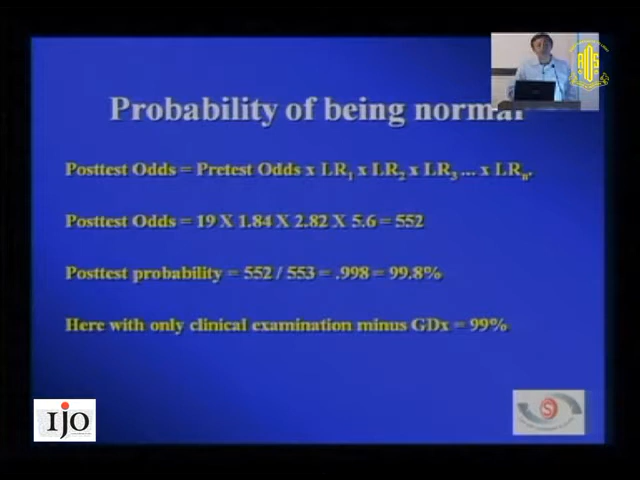 Probability of being normal
Posttest Odds = Pretest Odds x LR1 x LR2 x LR3 ... x LRn.
Posttest Odds = 19 X 1.84 X 2.82 X 5.6 = 552
Posttest probability = 552 / 553 = .998 = 99.8%
Here with only clinical examination minus GDx = 99%
IJO